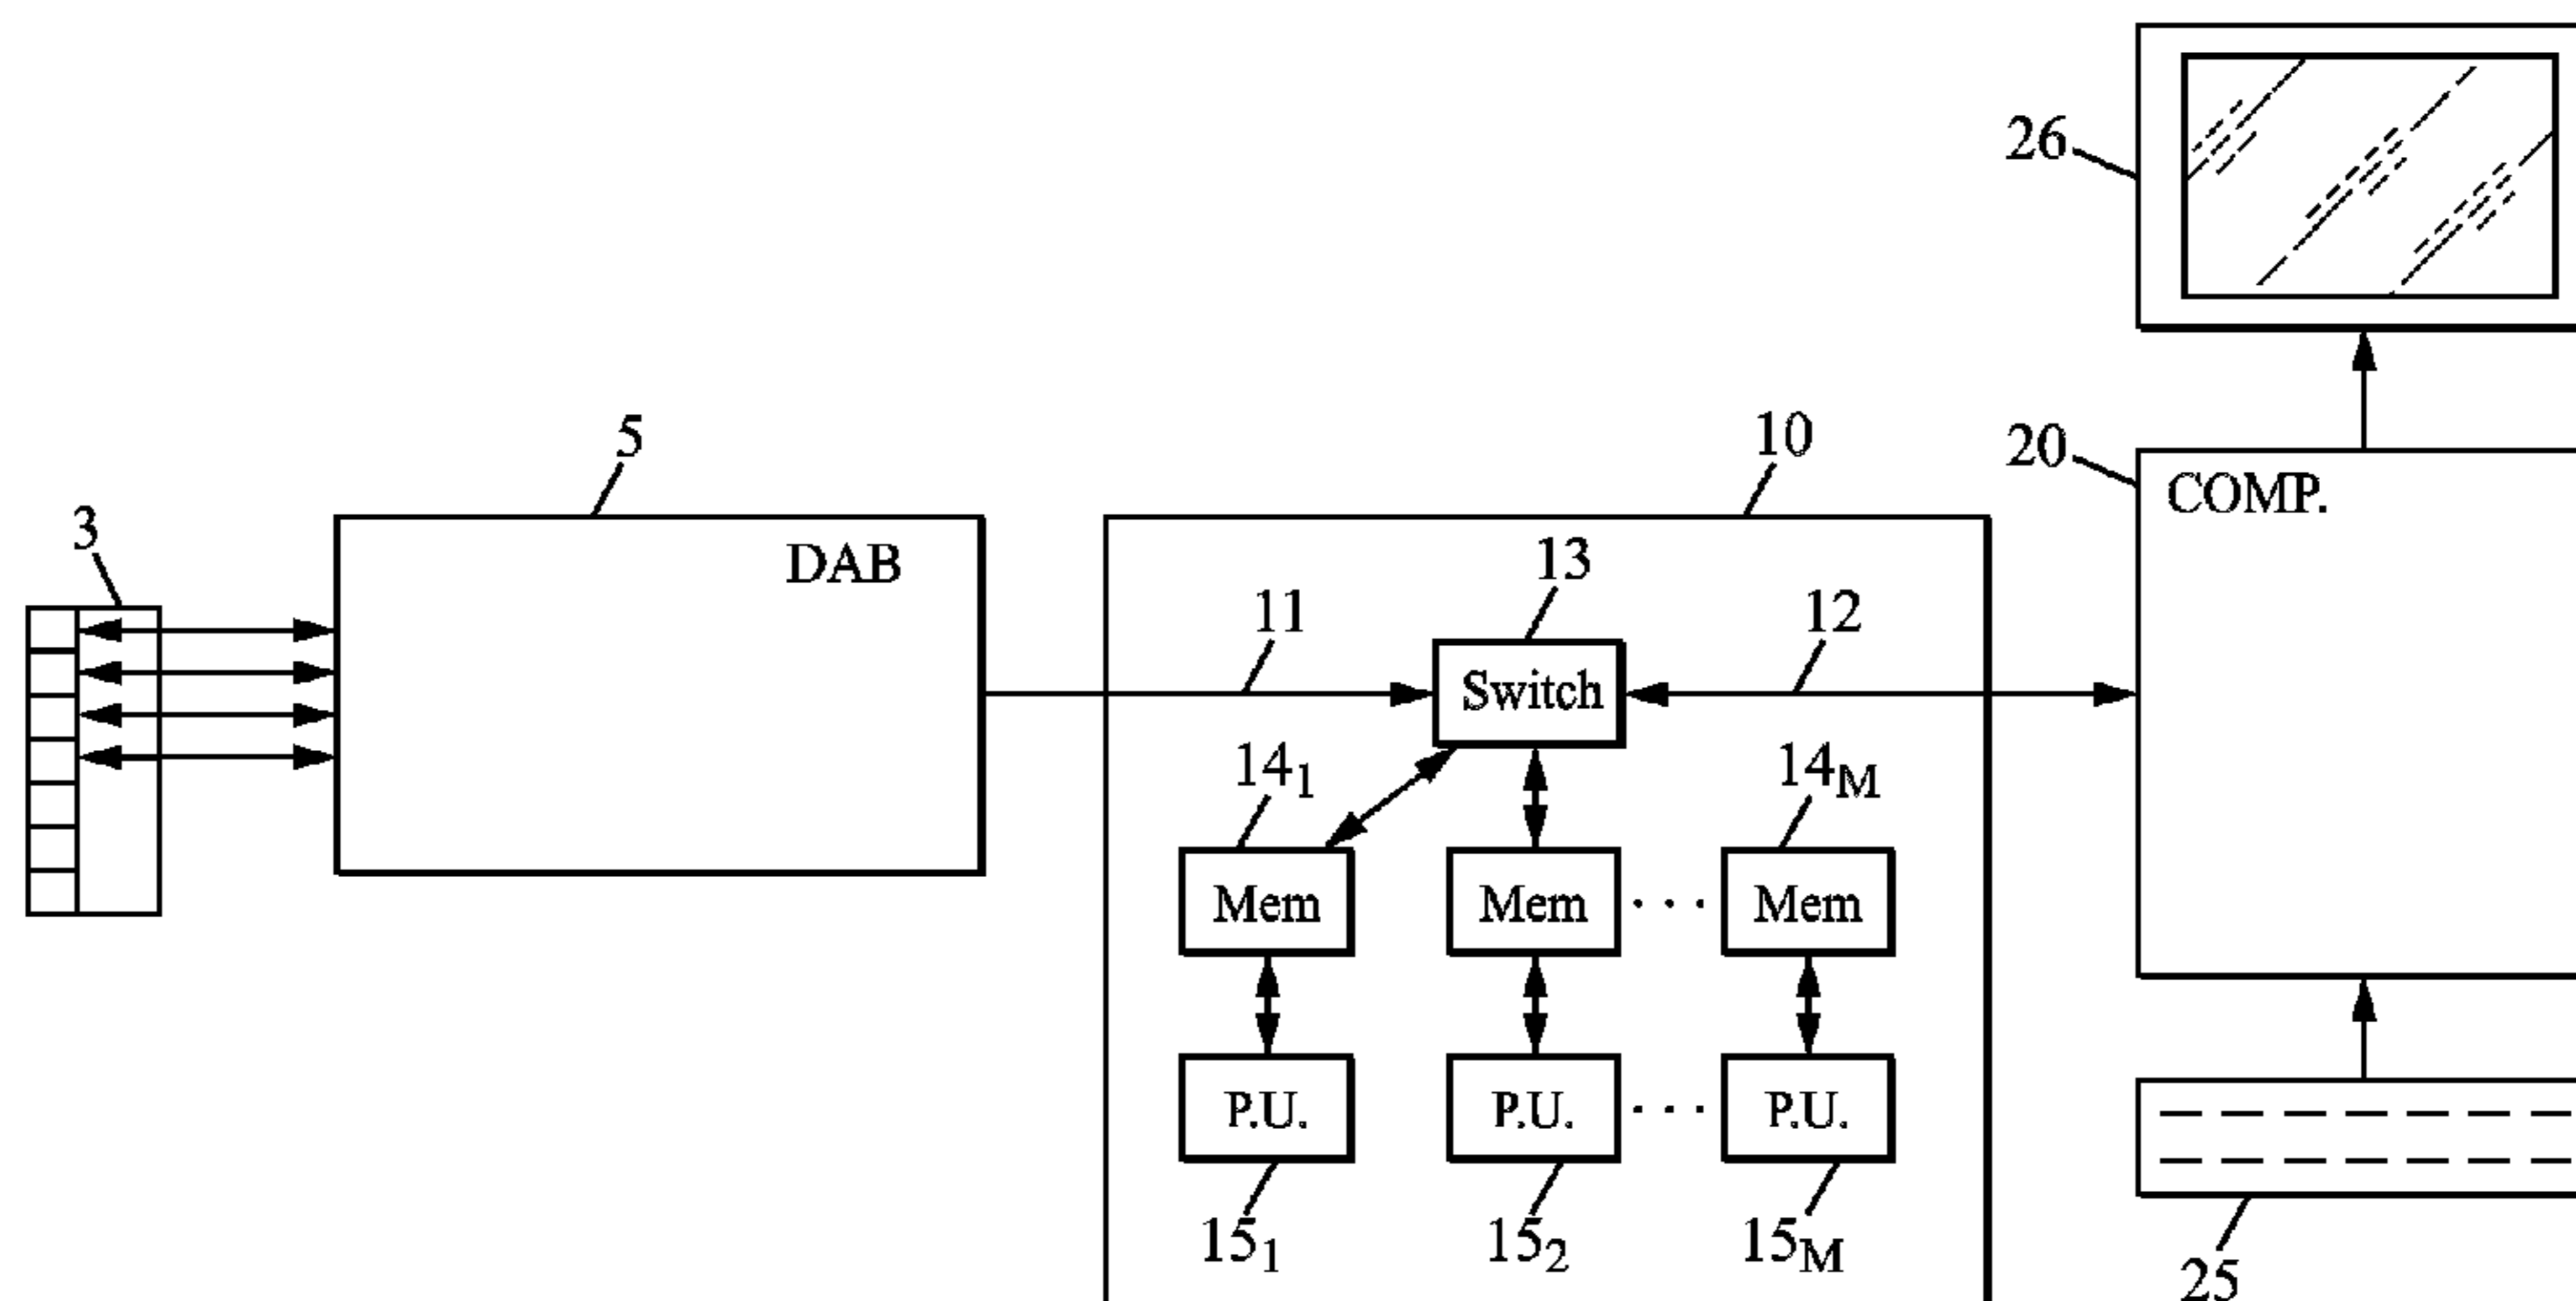 26
5
10
20
COMP.
3
DAB
13
11
12
Switch
14₁
14M
Mem
Mem
· · ·
Mem
P.U.
P.U.
· · ·
P.U.
15₁
15₂
15M
25